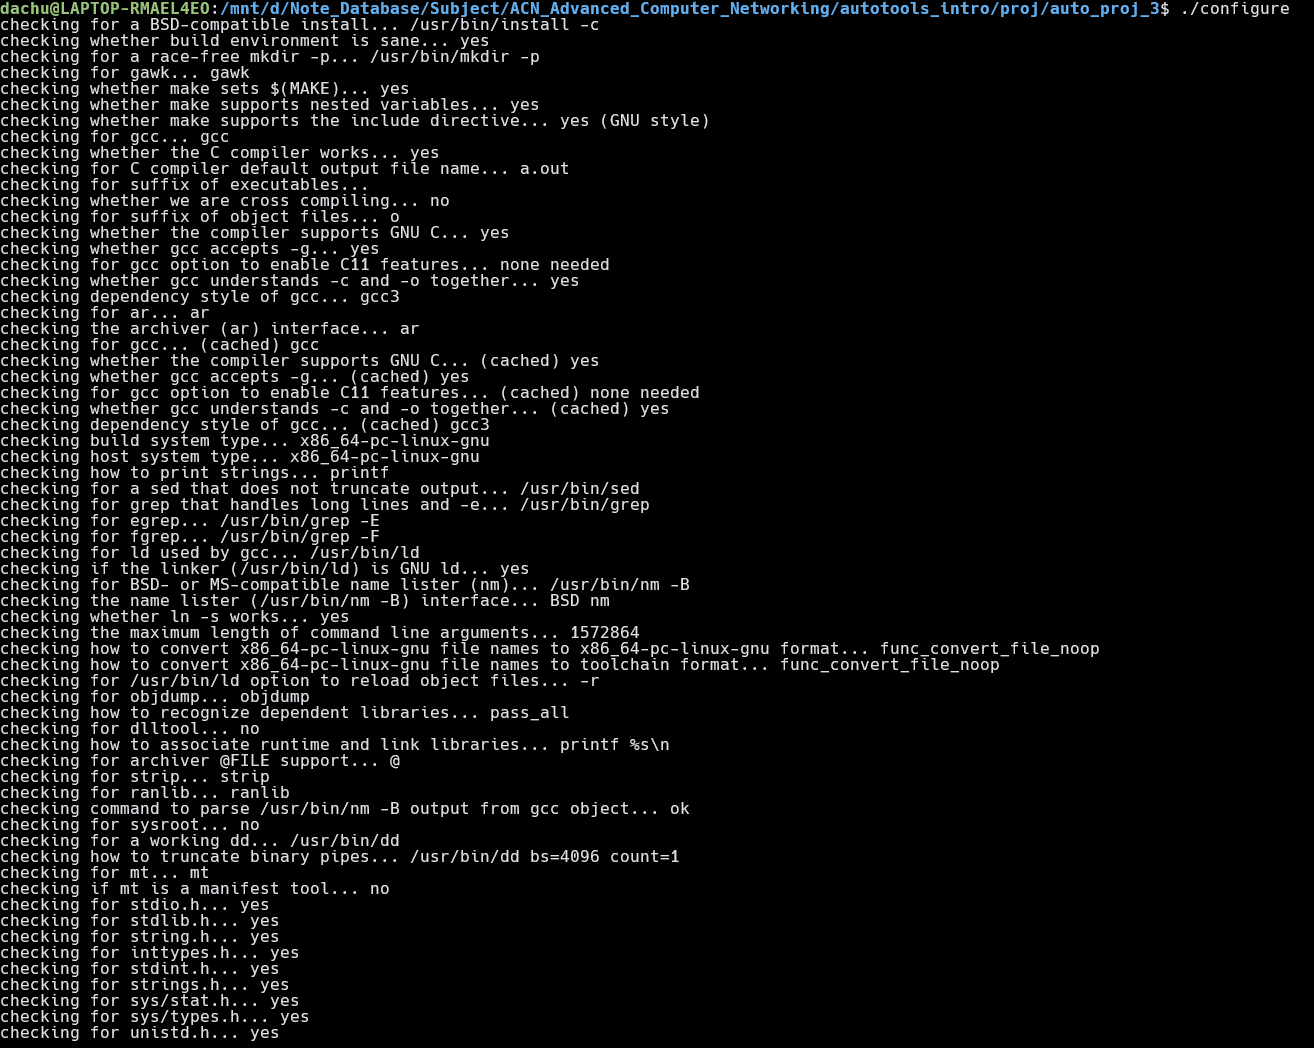 dachu@LAPTOP-RMAEL4EO:/mnt/d/Note_Database/Subject/ACN_Advanced_Computer_Networking/autotools_intro/proj/auto_proj_3$ ./configure
checking for a BSD-compatible install... /usr/bin/install -c
checking whether build environment is sane... yes
checking for a race-free mkdir -p... /usr/bin/mkdir -p
checking for gawk... gawk
checking whether make sets $(MAKE)... yes
checking whether make supports nested variables... yes
checking whether make supports the include directive... yes (GNU style)
checking for gcc... gcc
checking whether the C compiler works... yes
checking for C compiler default output file name... a.out
checking for suffix of executables...
checking whether we are cross compiling... no
checking for suffix of object files... o
checking whether the compiler supports GNU C... yes
checking whether gcc accepts -g... yes
checking for gcc option to enable C11 features... none needed
checking whether gcc understands -c and -o together... yes
checking dependency style of gcc... gcc3
checking for ar... ar
checking the archiver (ar) interface... ar
checking for gcc... (cached) gcc
checking whether the compiler supports GNU C... (cached) yes
checking whether gcc accepts -g... (cached) yes
checking for gcc option to enable C11 features... (cached) none needed
checking whether gcc understands -c and -o together... (cached) yes
checking dependency style of gcc... (cached) gcc3
checking build system type... x86_64-pc-linux-gnu
checking host system type... x86_64-pc-linux-gnu
checking how to print strings... printf
checking for a sed that does not truncate output... /usr/bin/sed
checking for grep that handles long lines and -e... /usr/bin/grep
checking for egrep... /usr/bin/grep -E
checking for fgrep... /usr/bin/grep -F
checking for ld used by gcc... /usr/bin/ld
checking if the linker (/usr/bin/ld) is GNU ld... yes
checking for BSD- or MS-compatible name lister (nm)... /usr/bin/nm -B
checking the name lister (/usr/bin/nm -B) interface... BSD nm
checking whether ln -s works... yes
checking the maximum length of command line arguments... 1572864
checking how to convert x86_64-pc-linux-gnu file names to x86_64-pc-linux-gnu format... func_convert_file_noop
checking how to convert x86_64-pc-linux-gnu file names to toolchain format... func_convert_file_noop
checking for /usr/bin/ld option to reload object files... -r
checking for objdump... objdump
checking how to recognize dependent libraries... pass_all
checking for dlltool... no
checking how to associate runtime and link libraries... printf %s\n
checking for archiver @FILE support... @
checking for strip... strip
checking for ranlib... ranlib
checking command to parse /usr/bin/nm -B output from gcc object... ok
checking for sysroot... no
checking for a working dd... /usr/bin/dd
checking how to truncate binary pipes... /usr/bin/dd bs=4096 count=1
checking for mt... mt
checking if mt is a manifest tool... no
checking for stdio.h... yes
checking for stdlib.h... yes
checking for string.h... yes
checking for inttypes.h... yes
checking for stdint.h... yes
checking for strings.h... yes
checking for sys/stat.h... yes
checking for sys/types.h... yes
checking for unistd.h... yes